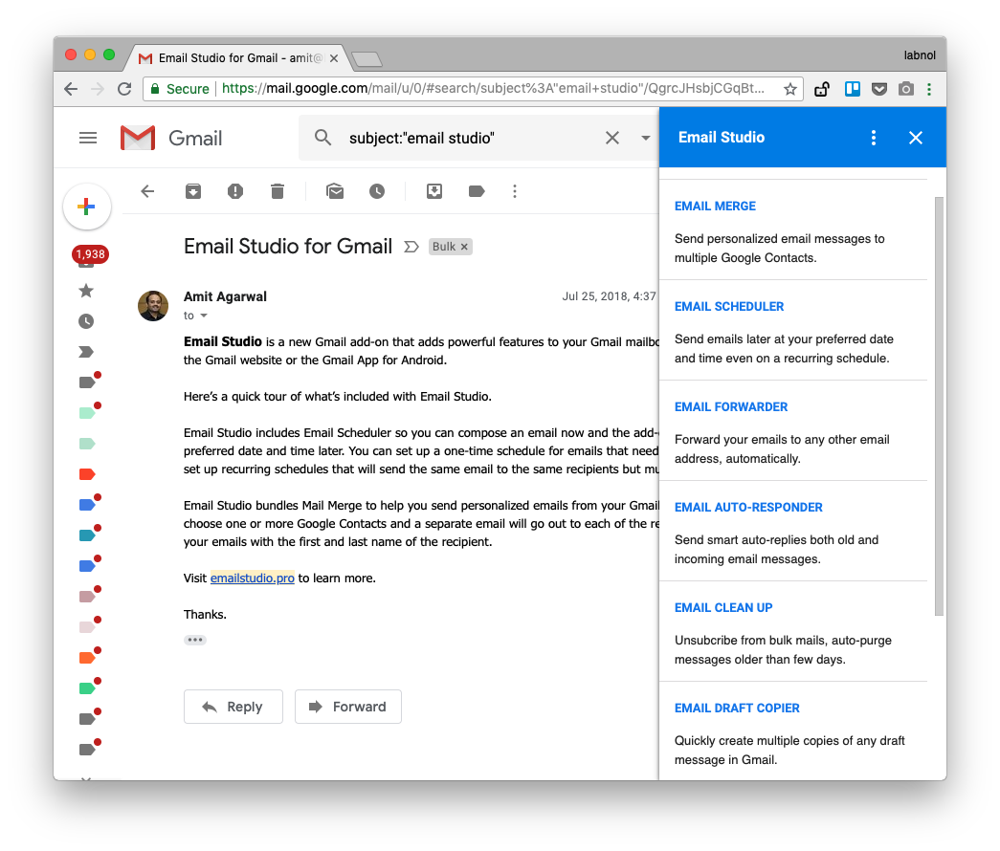 Email Studio for Gmail - amit@
labnol
Secure
https://mail.google.com/mail/u/0/#search/subject%3A"email+studio"/QgrcJHsbjCGqBt...
Gmail
subject:"email studio"
Email Studio
1,938
Email Studio for Gmail
Bulk ×
Amit Agarwal
Jul 25, 2018, 4:37
to
Email Studio is a new Gmail add-on that adds powerful features to your Gmail mailbo
the Gmail website or the Gmail App for Android.
Here's a quick tour of what's included with Email Studio.
Email Studio includes Email Scheduler so you can compose an email now and the add-
preferred date and time later. You can set up a one-time schedule for emails that need
set up recurring schedules that will send the same email to the same recipients but mu
Email Studio bundles Mail Merge to help you send personalized emails from your Gmail
choose one or more Google Contacts and a separate email will go out to each of the re
your emails with the first and last name of the recipient.
Visit emailstudio.pro to learn more.
Thanks.
Reply
Forward
EMAIL MERGE
Send personalized email messages to
multiple Google Contacts.
EMAIL SCHEDULER
Send emails later at your preferred date
and time even on a recurring schedule.
EMAIL FORWARDER
Forward your emails to any other email
address, automatically.
EMAIL AUTO-RESPONDER
Send smart auto-replies both old and
incoming email messages.
EMAIL CLEAN UP
Unsubcribe from bulk mails, auto-purge
messages older than few days.
EMAIL DRAFT COPIER
Quickly create multiple copies of any draft
message in Gmail.